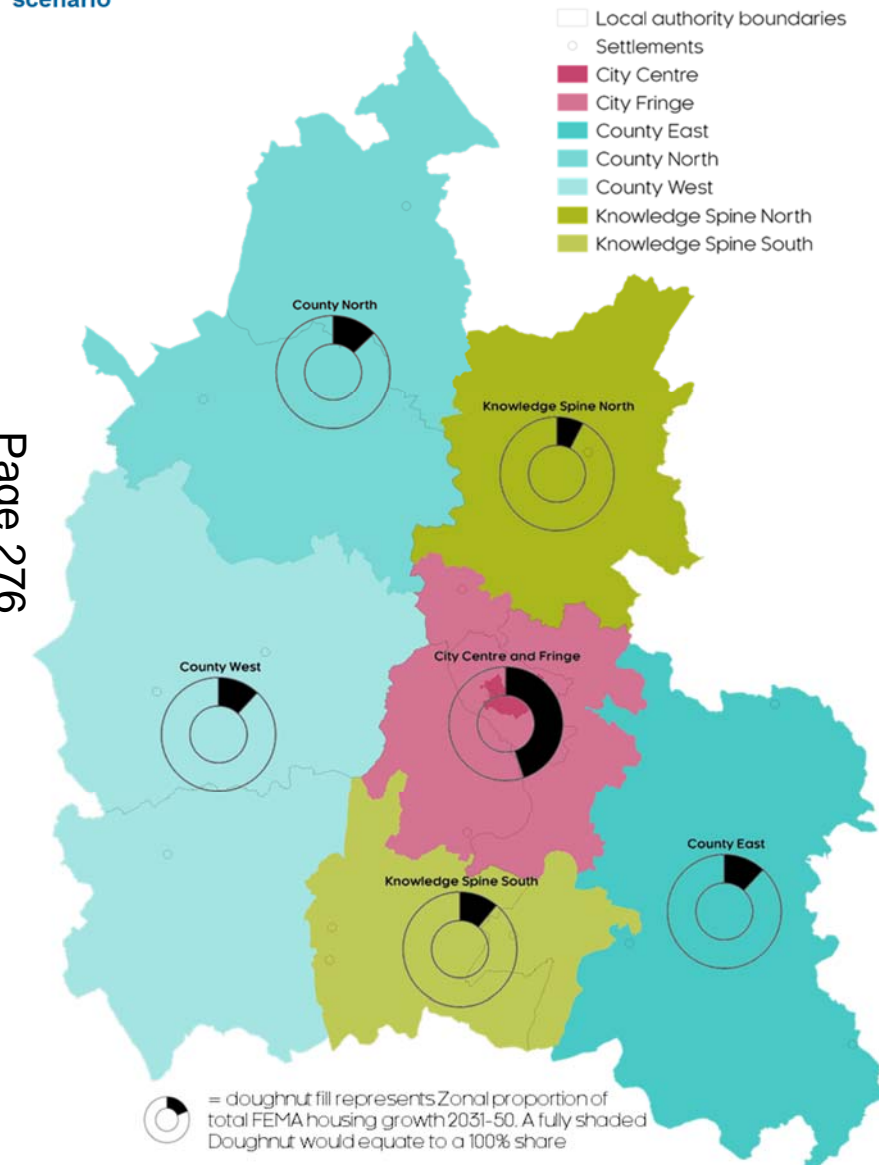 scenario
Local authority boundaries
Settlements
City Centre
City Fringe
County East
County North
County West
Knowledge Spine North
Knowledge Spine South
County North
Knowledge Spine North
Page 276
City Centre and Fringe
County West
County East
Knowledge Spine South
= doughnut fill represents Zonal proportion of
total FEMA housing growth 2031-50. A fully shaded
Doughnut would equate to a 100% share